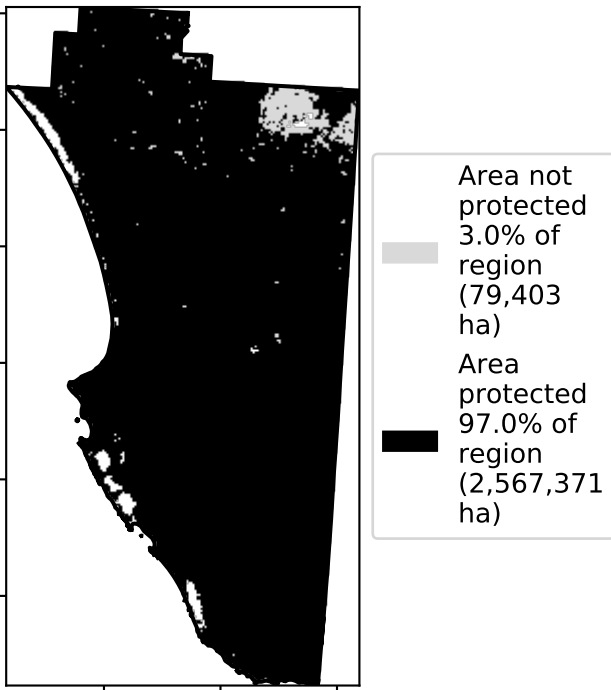 Area not
protected
3.0% of
region
(79,403
ha)
Area
protected
97.0% of
region
(2,567,371
ha)